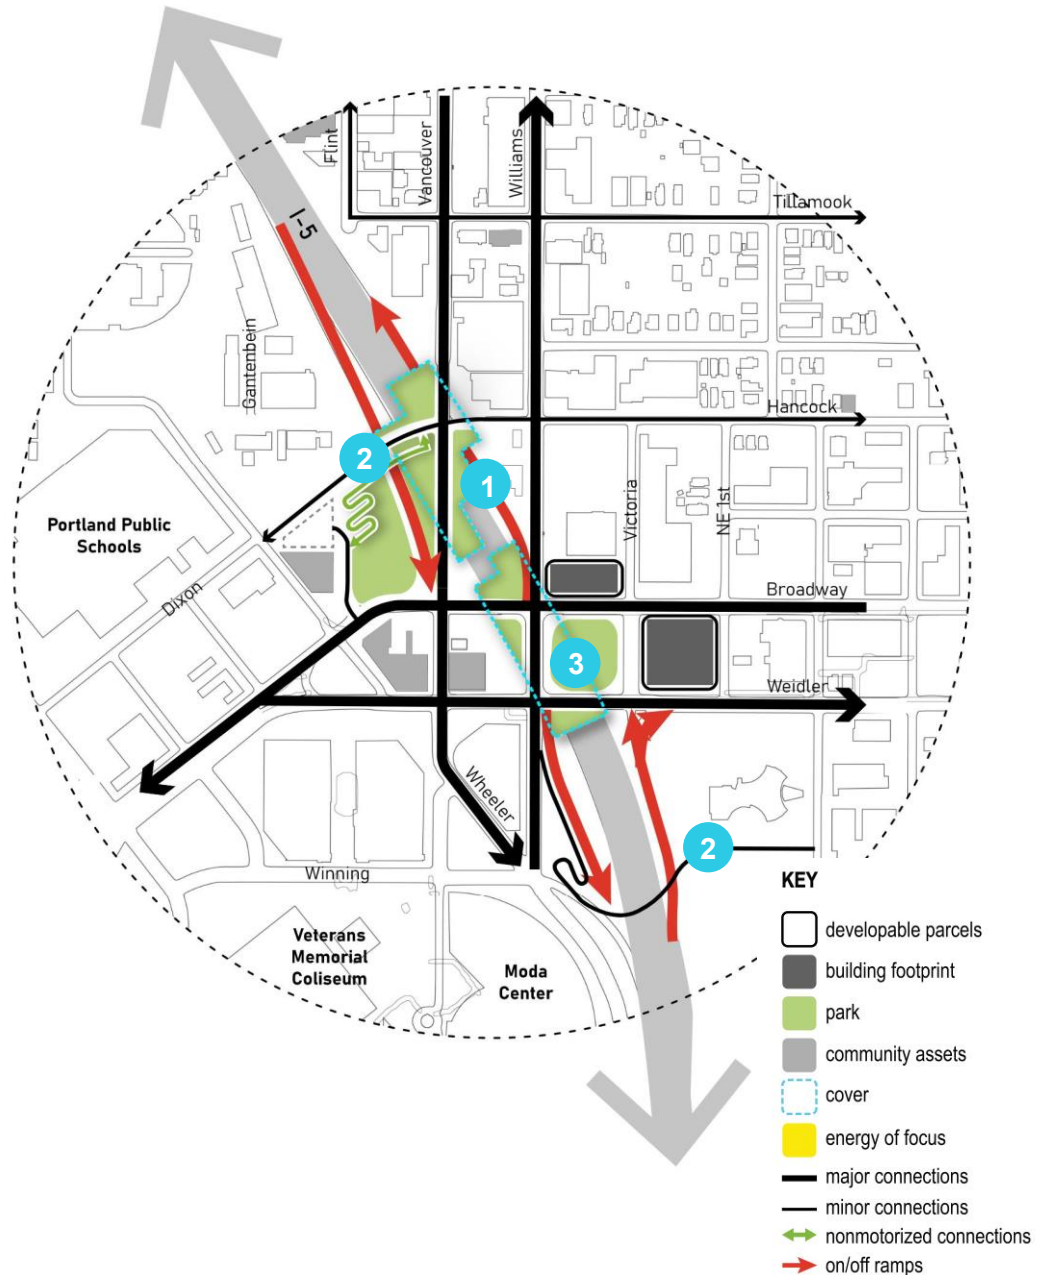 Flint
Vancouver
Williams
Tillamook
I-5
Gantenbein
Hancock
2
1
Portland Public
Schools
Victoria
NE 1st
Dixon
Broadway
3
Weidler
Wheeler
2
Winning
Veterans
Memorial
Coliseum
Moda
Center
KEY
developable parcels
building footprint
park
community assets
cover
energy of focus
major connections
minor connections
nonmotorized connections
on/off ramps